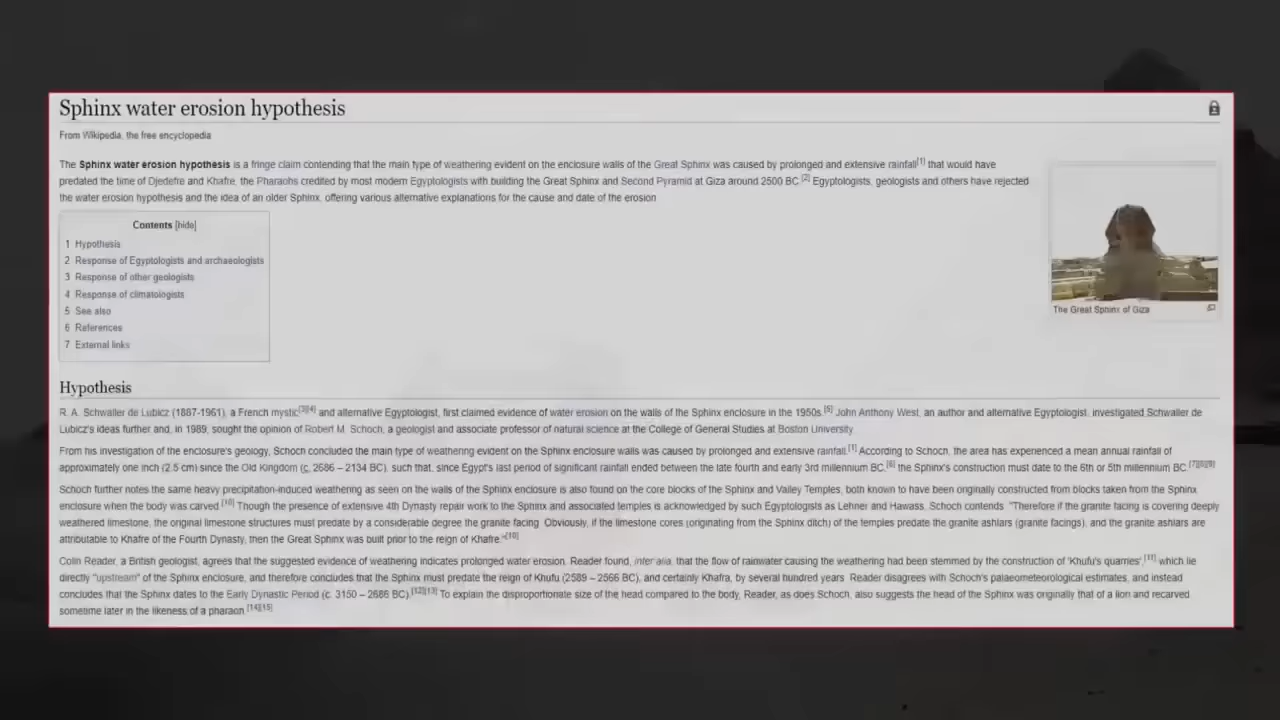 Sphinx water erosion hypothesis
From Wikipedia, the free encyclopedia
The Sphinx water erosion hypothesis is a fringe claim contending that the main type of weathering evident on the enclosure walls of the Great Sphinx was caused by prolonged and extensive rainfall[1] that would have
predated the time of Djedefre and Khafre, the Pharaohs credited by most modern Egyptologists with building the Great Sphinx and Second Pyramid at Giza around 2500 BC.[2] Egyptologists, geologists and others have rejected
the water erosion hypothesis and the idea of an older Sphinx, offering various alternative explanations for the cause and date of the erosion
Contents [hide]
1 Hypothesis
2 Response of Egyptologists and archaeologists
3 Response of other geologists
4 Response of climatologists
5 See also
6 References
7 External links
The Great Sphinx of Giza
Hypothesis
R. A. Schwaller de Lubicz (1887-1961), a French mystic[3][4] and alternative Egyptologist, first claimed evidence of water erosion on the walls of the Sphinx enclosure in the 1950s.[5] John Anthony West, an author and alternative Egyptologist, investigated Schwaller de
Lubicz's ideas further and, in 1989, sought the opinion of Robert M. Schoch, a geologist and associate professor of natural science at the College of General Studies at Boston University
From his investigation of the enclosure's geology, Schoch concluded the main type of weathering evident on the Sphinx enclosure walls was caused by prolonged and extensive rainfall.[1] According to Schoch, the area has experienced a mean annual rainfall of
approximately one inch (2.5 cm) since the Old Kingdom (c. 2686 – 2134 BC), such that, since Egypt's last period of significant rainfall ended between the late fourth and early 3rd millennium BC,[6] the Sphinx's construction must date to the 6th or 5th millennium BC.[7][8][9]
Schoch further notes the same heavy precipitation-induced weathering as seen on the walls of the Sphinx enclosure is also found on the core blocks of the Sphinx and Valley Temples, both known to have been originally constructed from blocks taken from the Sphinx
enclosure when the body was carved.[10] Though the presence of extensive 4th Dynasty repair work to the Sphinx and associated temples is acknowledged by such Egyptologists as Lehner and Hawass, Schoch contends: "Therefore if the granite facing is covering deeply
weathered limestone, the original limestone structures must predate by a considerable degree the granite facing. Obviously, if the limestone cores (originating from the Sphinx ditch) of the temples predate the granite ashlars (granite facings), and the granite ashlars are
attributable to Khafre of the Fourth Dynasty, then the Great Sphinx was built prior to the reign of Khafre."[10]
Colin Reader, a British geologist, agrees that the suggested evidence of weathering indicates prolonged water erosion. Reader found, inter alia, that the flow of rainwater causing the weathering had been stemmed by the construction of 'Khufu's quarries',[11] which lie
directly "upstream" of the Sphinx enclosure, and therefore concludes that the Sphinx must predate the reign of Khufu (2589 – 2566 BC), and certainly Khafra, by several hundred years. Reader disagrees with Schoch's palaeometeorological estimates, and instead
concludes that the Sphinx dates to the Early Dynastic Period (c. 3150 – 2686 BC).[12][13] To explain the disproportionate size of the head compared to the body, Reader, as does Schoch, also suggests the head of the Sphinx was originally that of a lion and recarved
sometime later in the likeness of a pharaoh.[14][15]